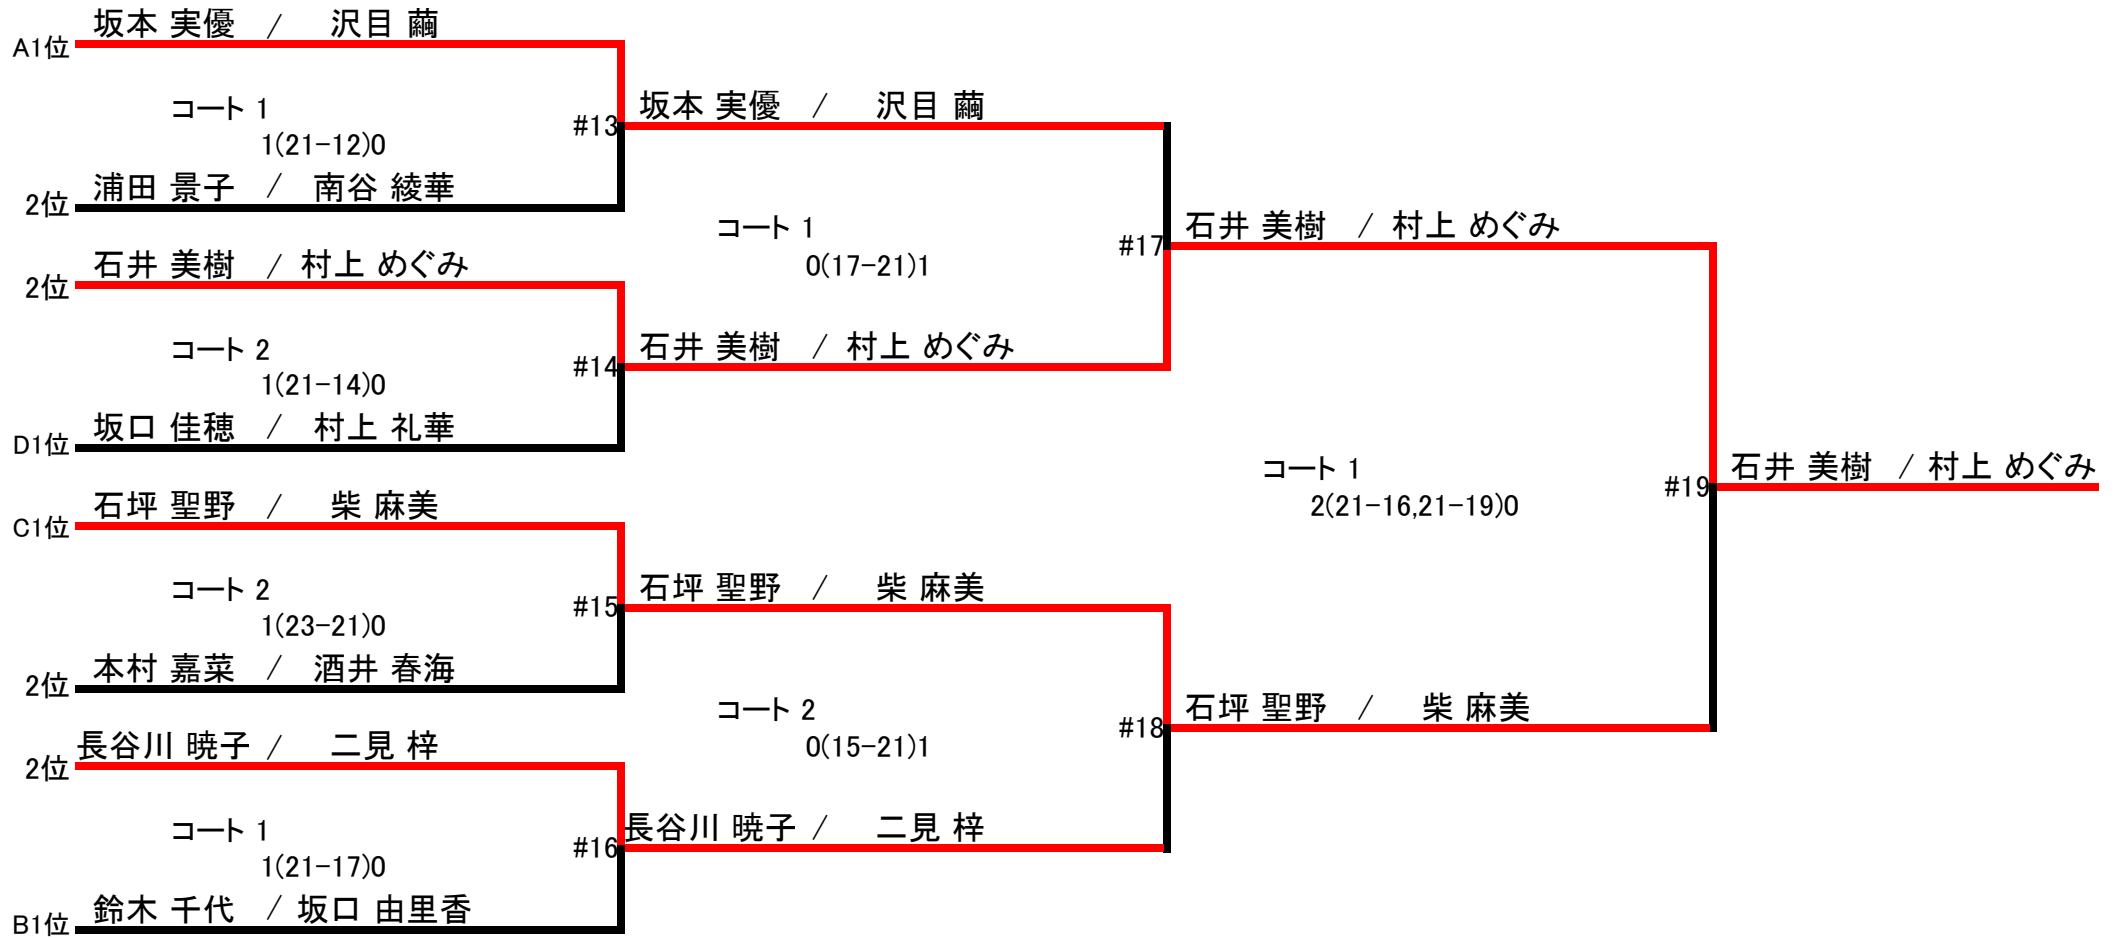 坂本 実優 / 沢目 繭
A1位
コート 1
1(21-12)0
#13
坂本 実優 / 沢目 繭
浦田 景子 / 南谷 綾華
2位
コート 1
0(17-21)1
#17
石井 美樹 / 村上 めぐみ
石井 美樹 / 村上 めぐみ
2位
コート 2
1(21-14)0
#14
石井 美樹 / 村上 めぐみ
坂口 佳穂 / 村上 礼華
D1位
コート 1
2(21-16,21-19)0
#19
石井 美樹 / 村上 めぐみ
石坪 聖野 / 柴 麻美
C1位
コート 2
1(23-21)0
#15
石坪 聖野 / 柴 麻美
本村 嘉菜 / 酒井 春海
2位
コート 2
0(15-21)1
#18
石坪 聖野 / 柴 麻美
長谷川 暁子 / 二見 梓
2位
コート 1
1(21-17)0
#16
長谷川 暁子 / 二見 梓
鈴木 千代 / 坂口 由里香
B1位